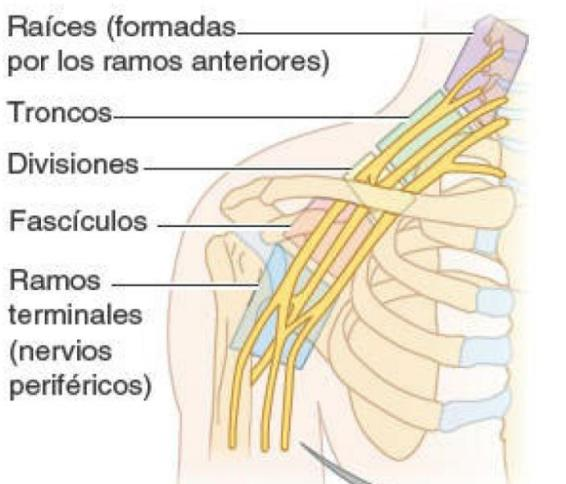 Raíces (formadas
por los ramos anteriores)
Troncos
Divisiones
Fascículos
Ramos
terminales
(nervios
periféricos)